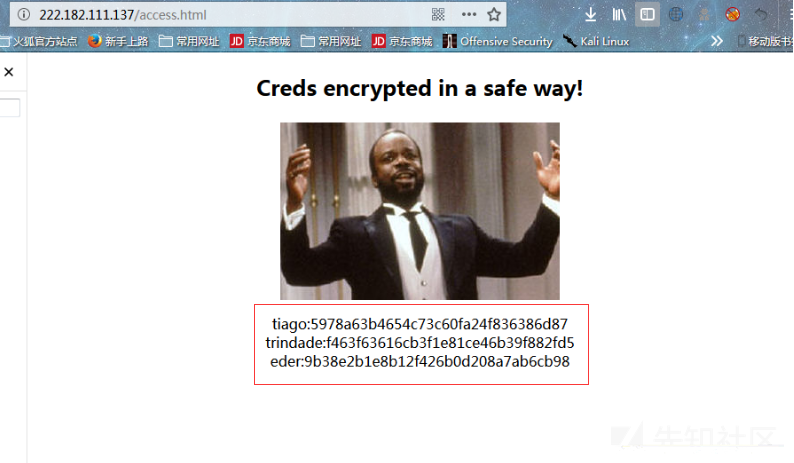 222.182.111.137/access.html
火狐官方站点 新手上路 常用网址 JD 京东商城 常用网址 JD 京东商城 Offensive Security Kali Linux 移动版书
Creds encrypted in a safe way!
tiago:5978a63b4654c73c60fa24f836386d87
trindade:f463f63616cb3f1e81ce46b39f882fd5
eder:9b38e2b1e8b12f426b0d208a7ab6cb98
先知社区